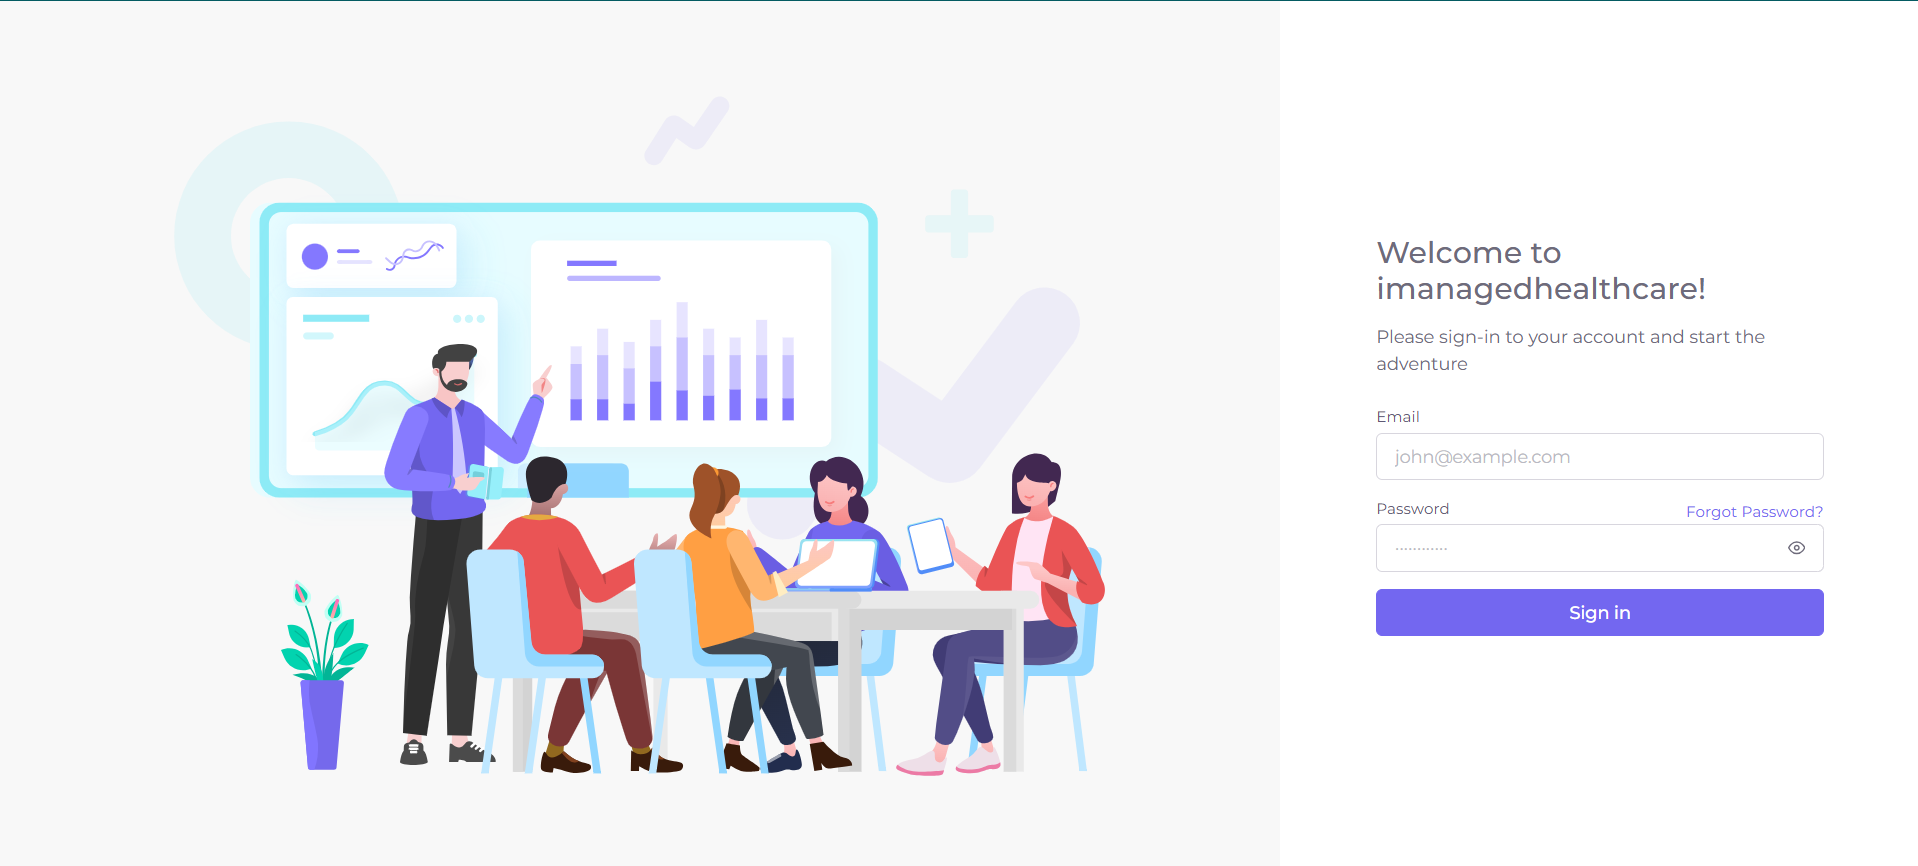 Welcome to
imanagedhealthcare!
Please sign-in to your account and start the
adventure
Email
john@example.com
Password
Forgot Password?
············
Sign in